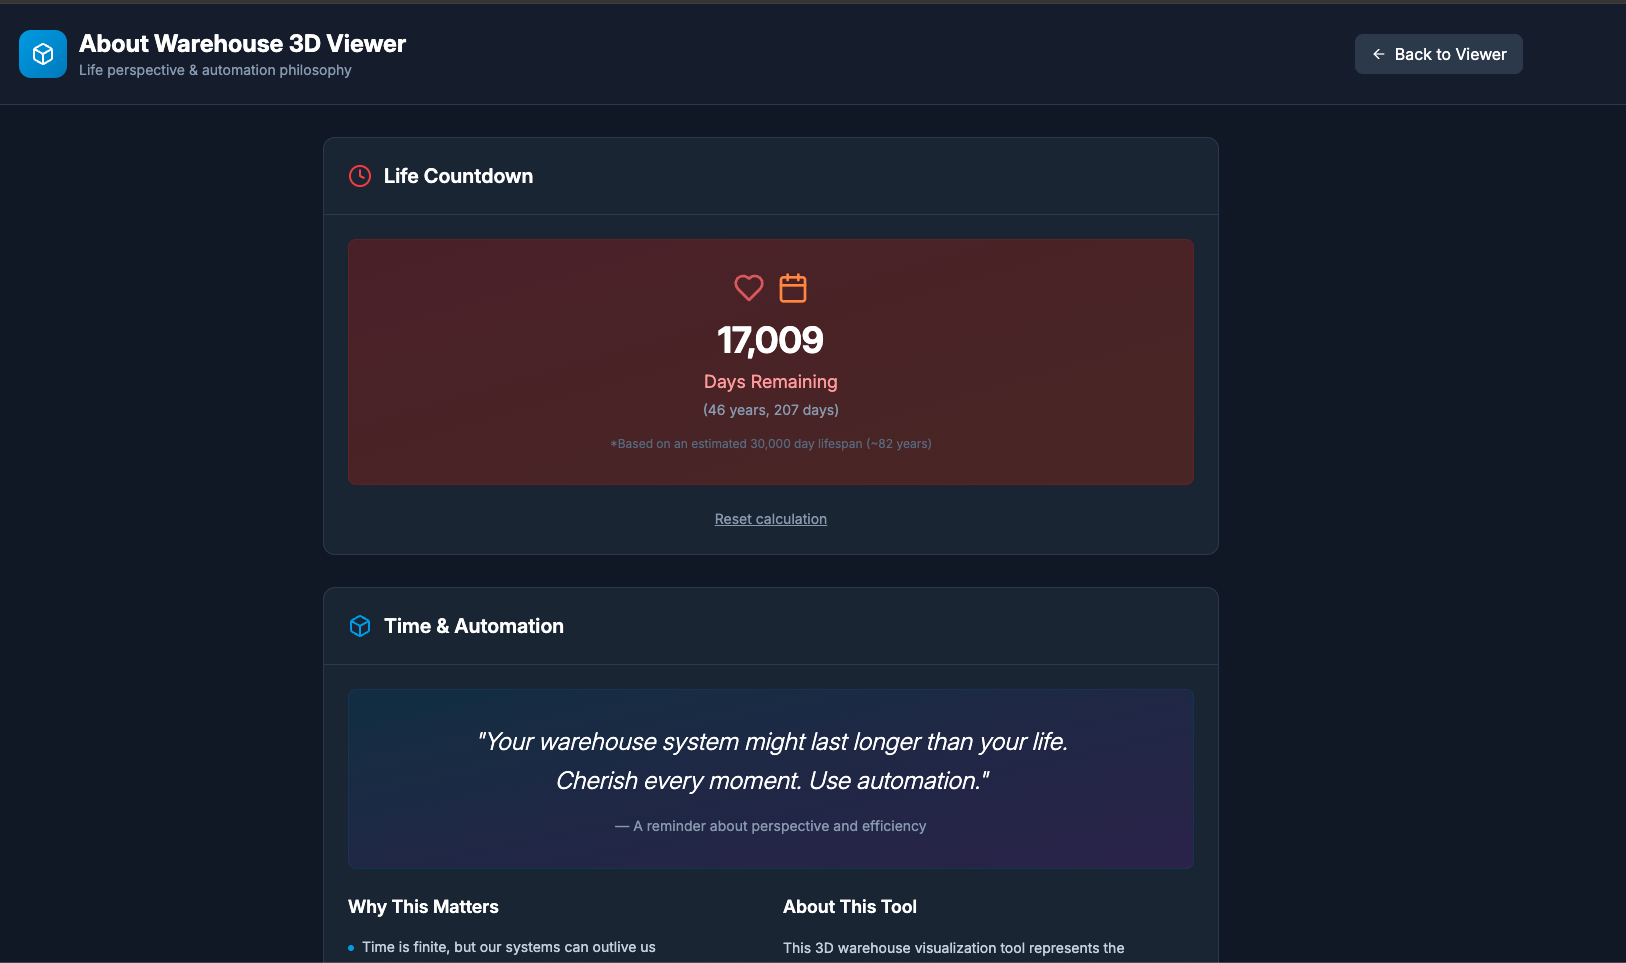 About Warehouse 3D Viewer
Life perspective & automation philosophy
← Back to Viewer
Life Countdown
17,009
Days Remaining
(46 years, 207 days)
*Based on an estimated 30,000 day lifespan (~82 years)
Reset calculation
Time & Automation
"Your warehouse system might last longer than your life.
Cherish every moment. Use automation."
— A reminder about perspective and efficiency
Why This Matters
• Time is finite, but our systems can outlive us
About This Tool
This 3D warehouse visualization tool represents the